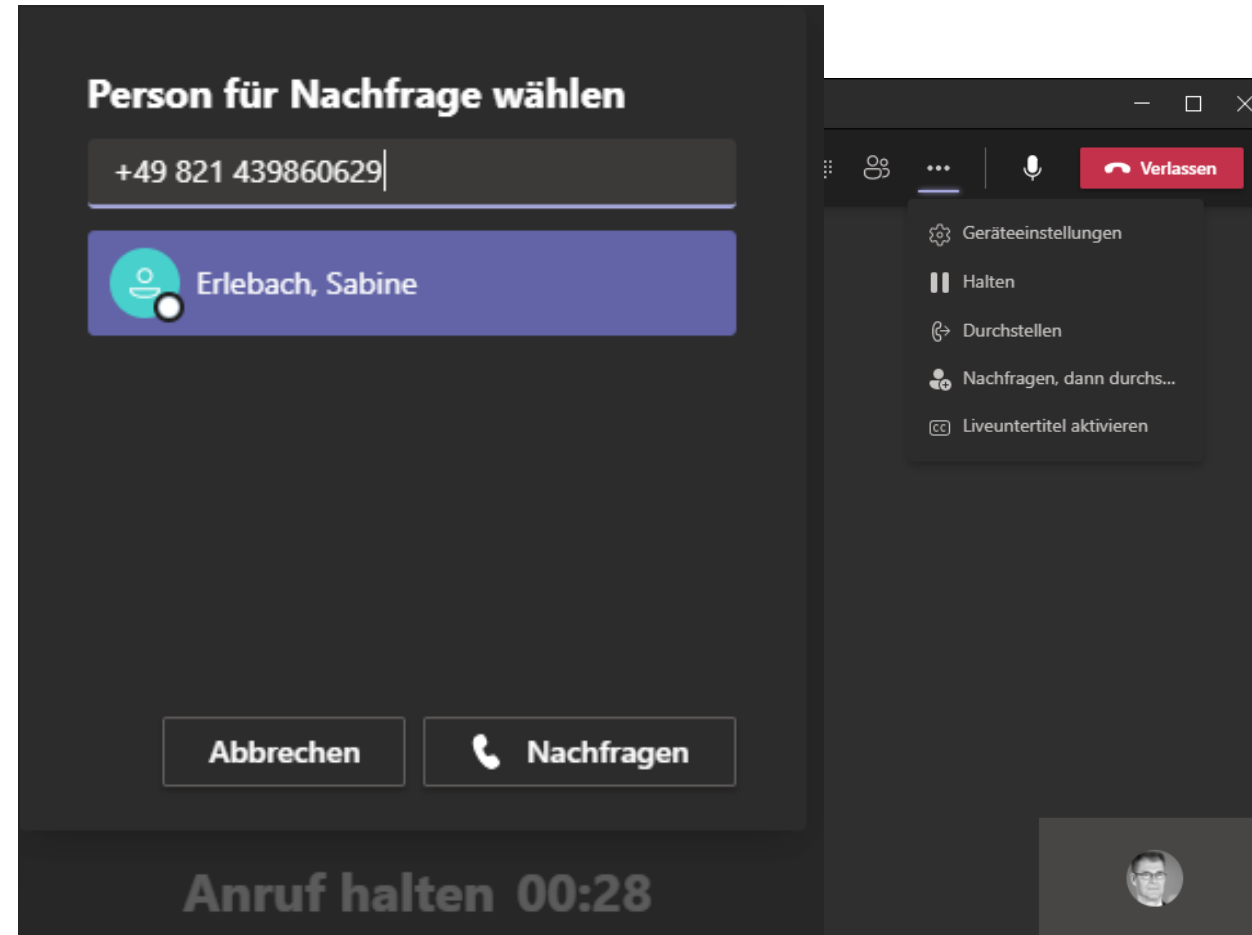 Person für Nachfrage wählen
+49 821 439860629
Erlebach, Sabine
Abbrechen
Nachfragen
Anruf halten 00:28
Verlassen
Geräteeinstellungen
Halten
Durchstellen
Nachfragen, dann durchs...
CC
Liveuntertitel aktivieren